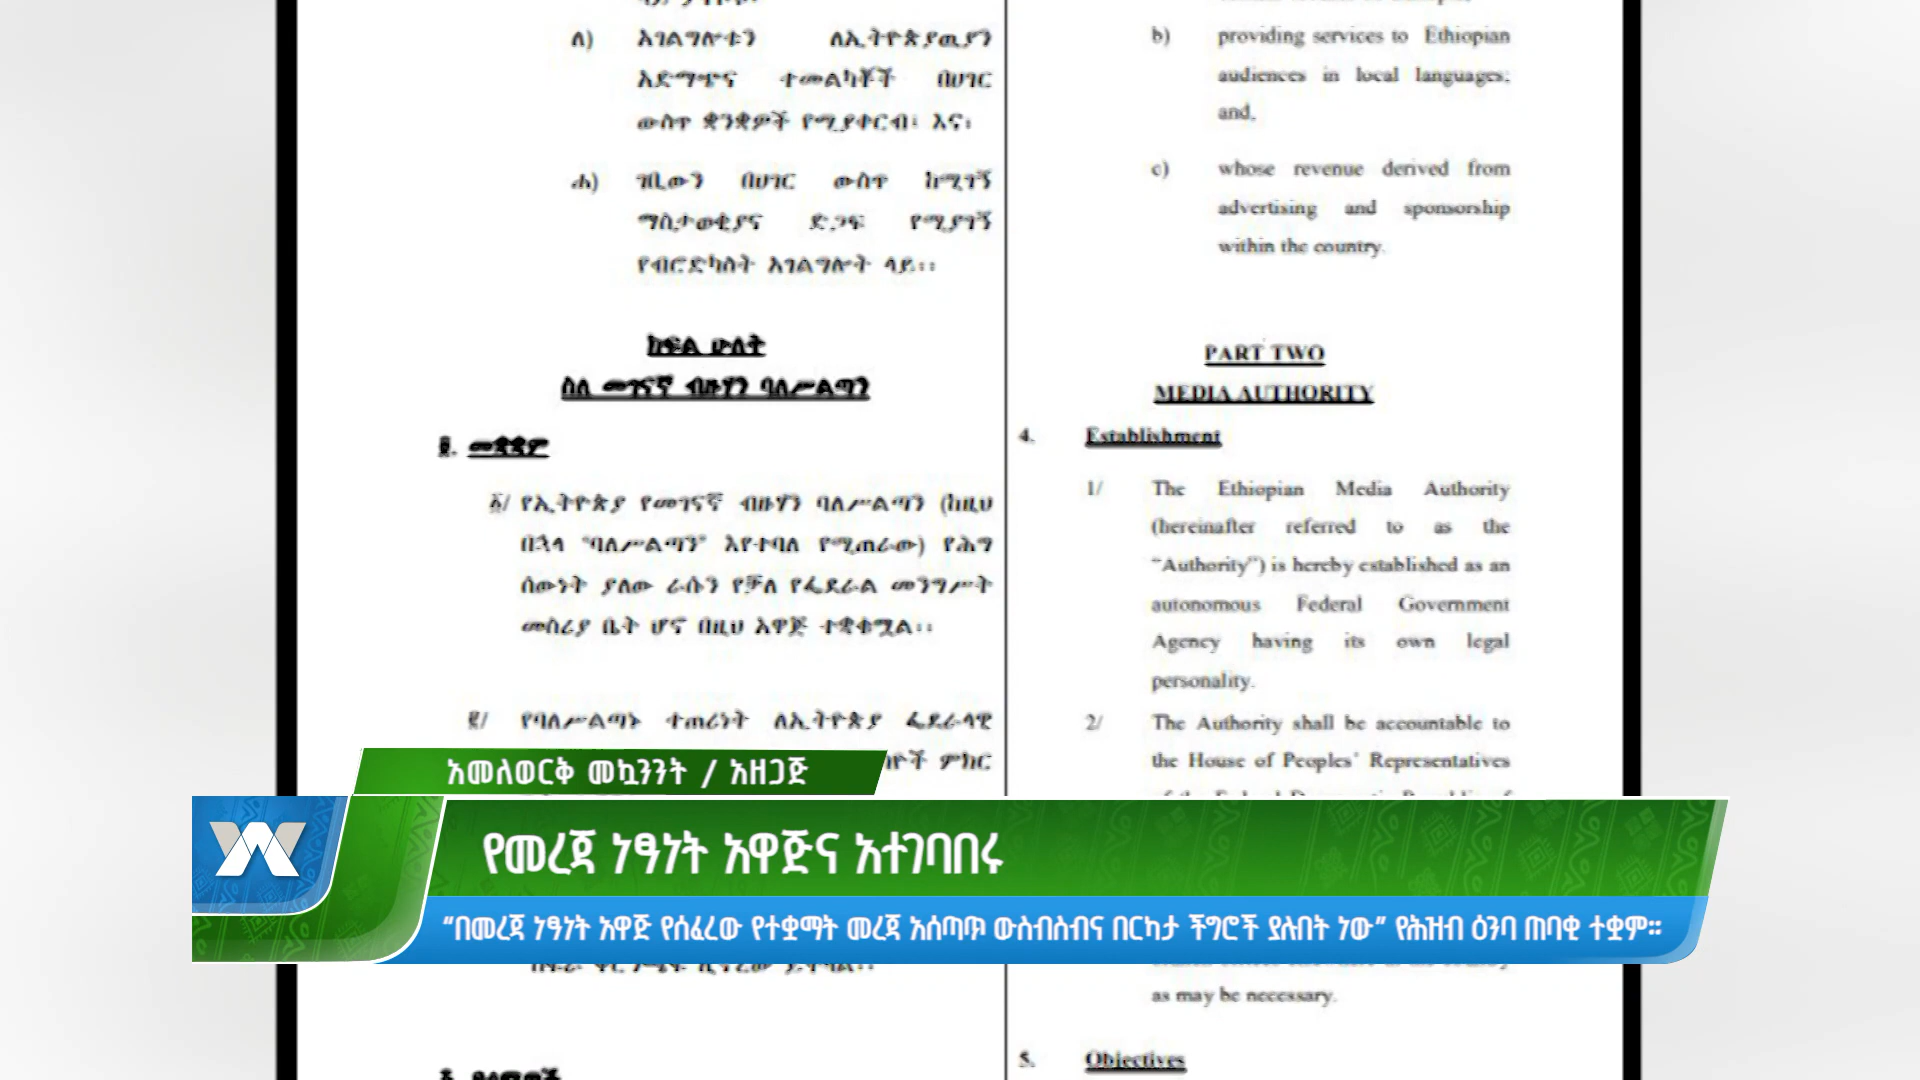 ለ) አገልግሎቱን ለኢትዮጵያዊያን
አድማጭና ተመልካቾች በሀገር
ውስጥ ቋንቋዎች የሚያቀርብ፤ እና፤
ሐ) ገቢውን በሀገር ውስጥ ከሚገኝ
ማስታወቂያና ድጋፍ የሚያገኝ
የብሮድካስት አገልግሎት ላይ፡፡
ክፍል ሁለት
ስለ መገናኛ ብዙሃን ባለሥልጣን
፬. መቋቋም
፩/ የኢትዮጵያ የመገናኛ ብዙሃን ባለሥልጣን (ከዚህ
በኋላ "ባለሥልጣን" እየተባለ የሚጠራው) የሕግ
ሰውነት ያለው ራሱን የቻለ የፌደራል መንግሥት
መስሪያ ቤት ሆኖ በዚህ አዋጅ ተቋቁሟል፡፡
፪/ የባለሥልጣኑ ተጠሪነት ለኢትዮጵያ ፌደራላዊ
ምክር
b) providing services to Ethiopian
audiences in local languages;
and,
c) whose revenue derived from
advertising and sponsorship
within the country.
PART TWO
MEDIA AUTHORITY
4. Establishment
1/ The Ethiopian Media Authority
(hereinafter referred to as the
"Authority") is hereby established as an
autonomous Federal Government
Agency having its own legal
personality.
2/ The Authority shall be accountable to
the House of Peoples' Representatives
as may be necessary.
5. Objectives
አመለወርቅ መኳንንት / አዘጋጅ
የመረጃ ነፃነት አዋጅና አተገባበሩ
“በመረጃ ነፃነት አዋጅ የሰፈረው የተቋማት መረጃ አሰጣጥ ውስብስብና በርካታ ችግሮች ያሉበት ነው” የሕዝብ ዕንባ ጠባቂ ተቋም።